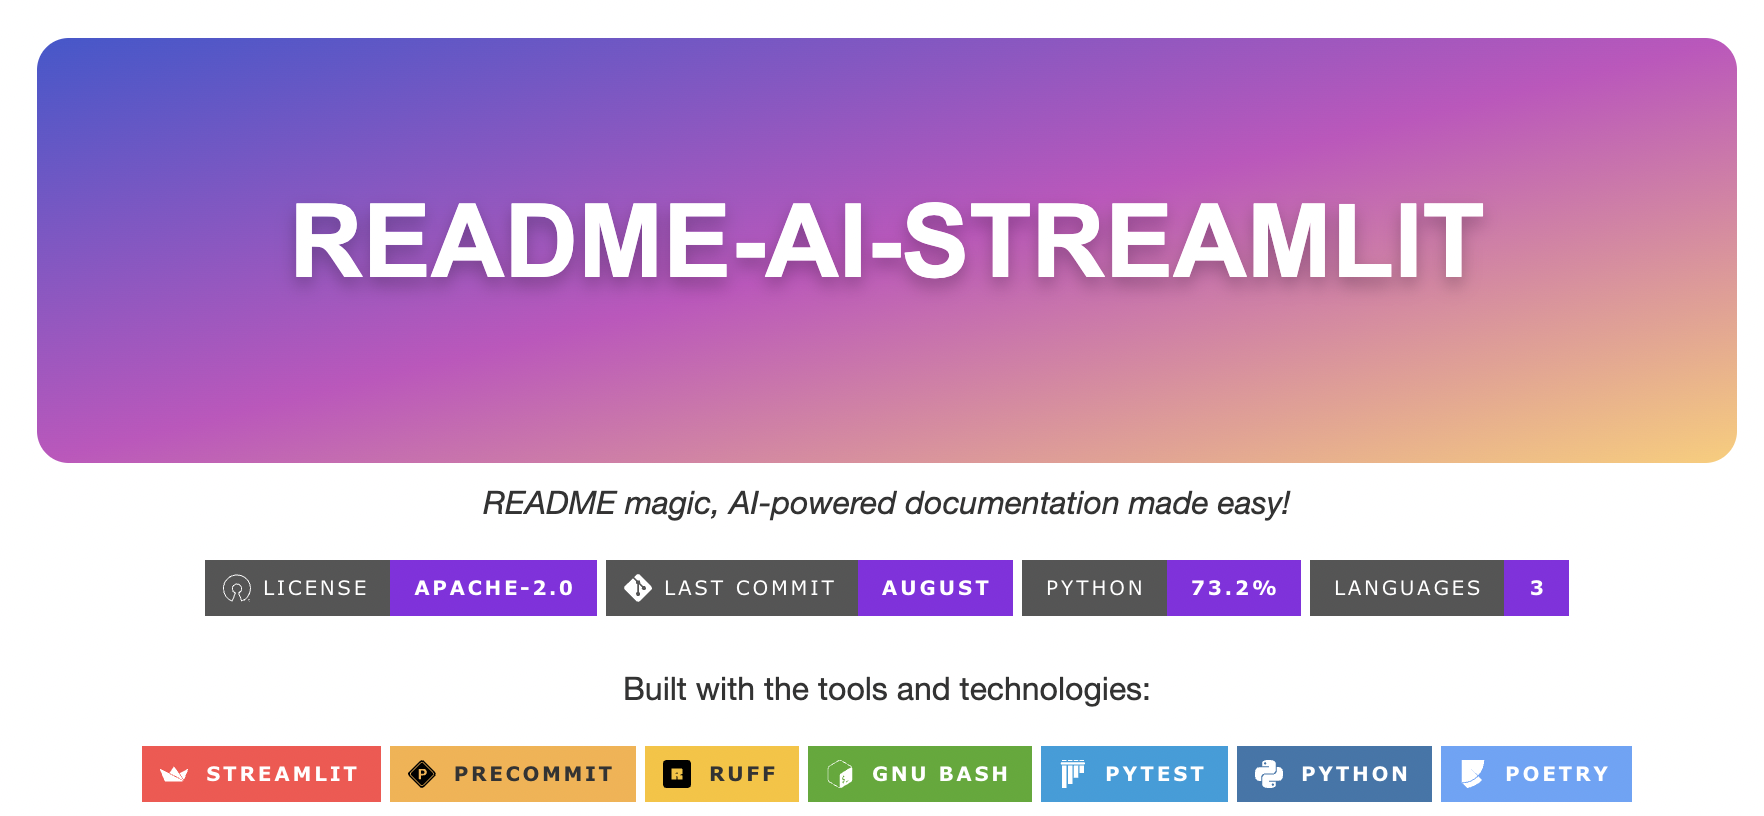 README-AI-STREAMLIT
README magic, AI-powered documentation made easy!
LICENSE APACHE-2.0 LAST COMMIT AUGUST PYTHON 73.2% LANGUAGES 3
Built with the tools and technologies:
STREAMLIT PRECOMMIT RUFF GNU BASH PYTEST PYTHON POETRY